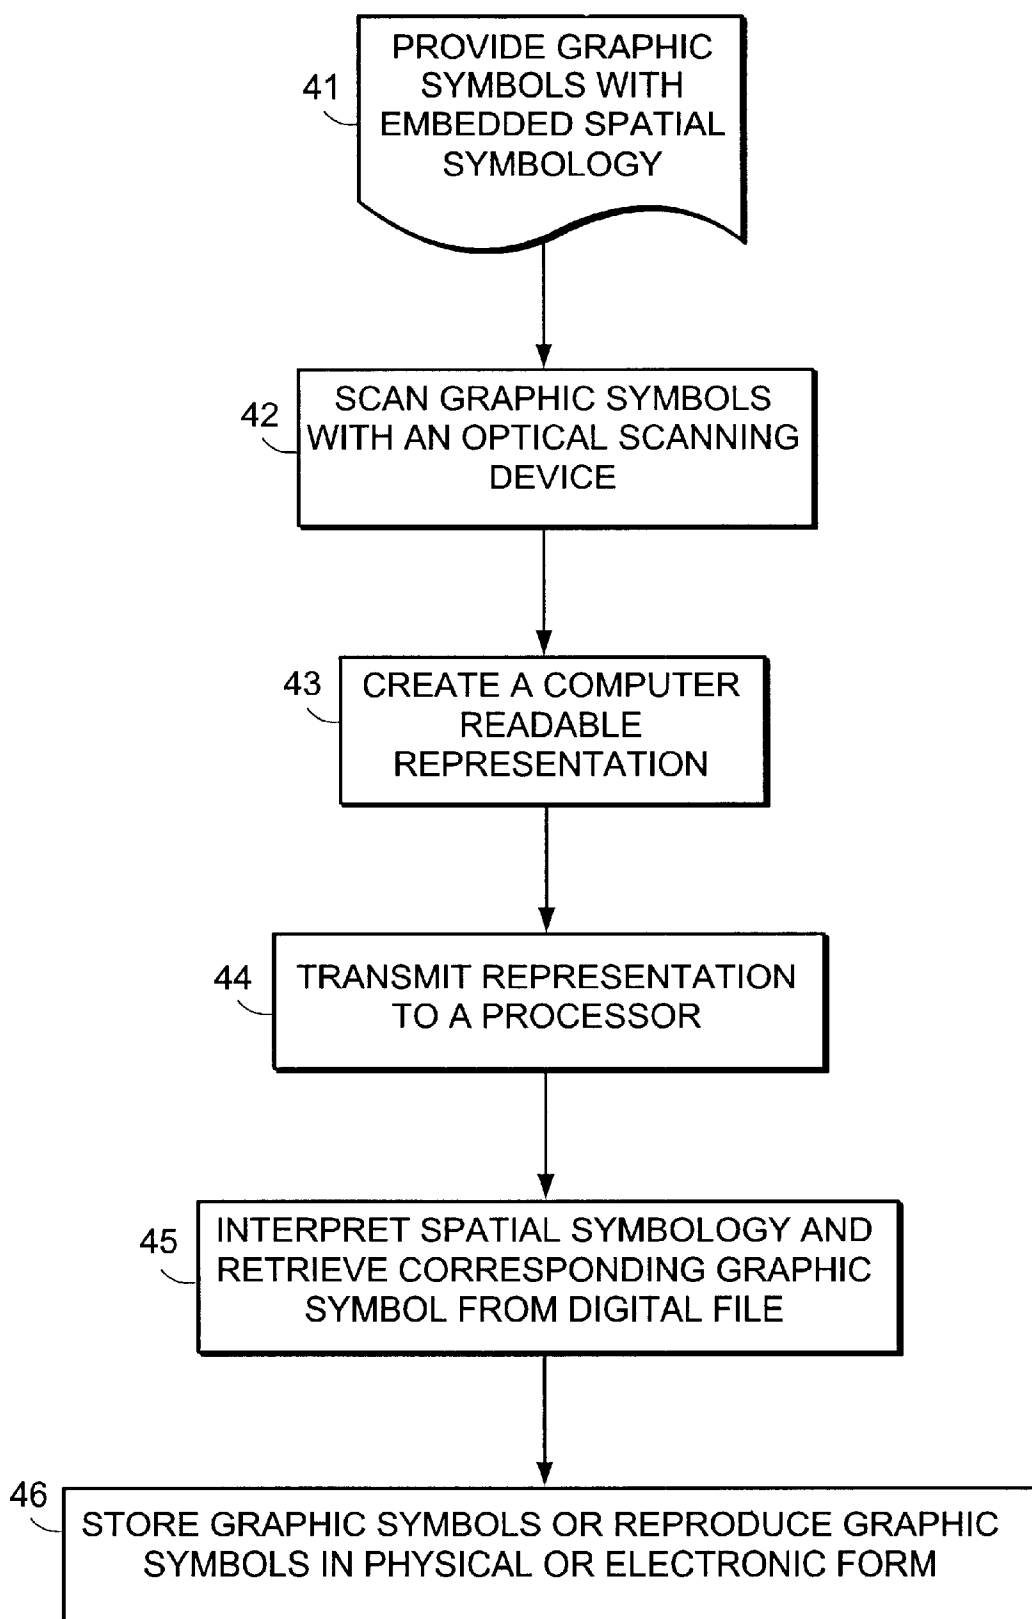 PROVIDE GRAPHIC
SYMBOLS WITH
41
EMBEDDED SPATIAL
SYMBOLOGY
SCAN GRAPHIC SYMBOLS
42
WITH AN OPTICAL SCANNING
DEVICE
43
CREATE A COMPUTER
READABLE
REPRESENTATION
44
TRANSMIT REPRESENTATION
TO A PROCESSOR
INTERPRET SPATIAL SYMBOLOGY AND
45
RETRIEVE CORRESPONDING GRAPHIC
SYMBOL FROM DIGITAL FILE
46
STORE GRAPHIC SYMBOLS OR REPRODUCE GRAPHIC
SYMBOLS IN PHYSICAL OR ELECTRONIC FORM